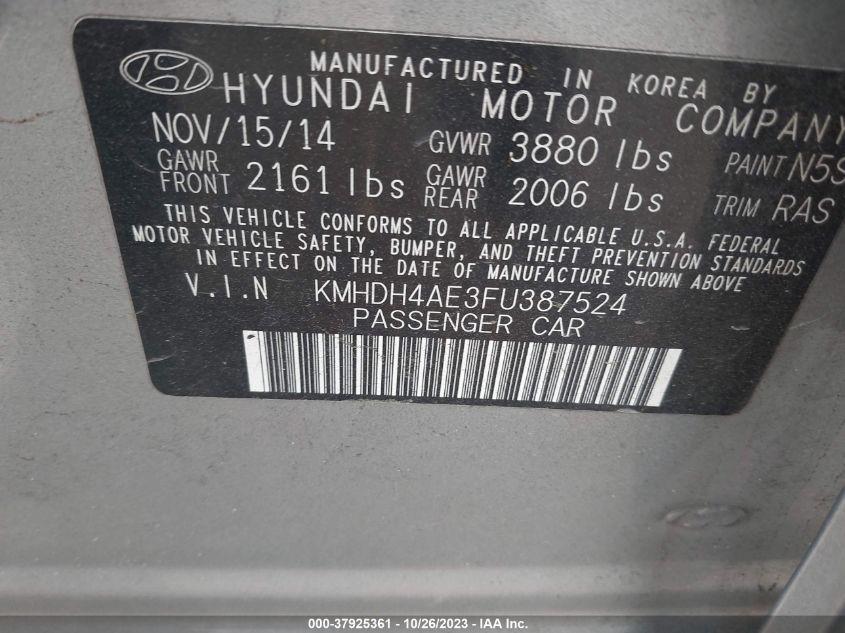 MANUFACTURED IN KOREA BY
HYUNDAI MOTOR COMPANY
NOV/15/14 GVWR 3880 lbs PAINT N5S
GAWR FRONT 2161 lbs GAWR REAR 2006 lbs TRIM RAS
THIS VEHICLE CONFORMS TO ALL APPLICABLE U.S.A. FEDERAL
MOTOR VEHICLE SAFETY, BUMPER, AND THEFT PREVENTION STANDARDS
IN EFFECT ON THE DATE OF MANUFACTURE SHOWN ABOVE
V.I.N KMHDH4AE3FU387524
PASSENGER CAR
000-37925361 - 10/26/2023 - IAA Inc.